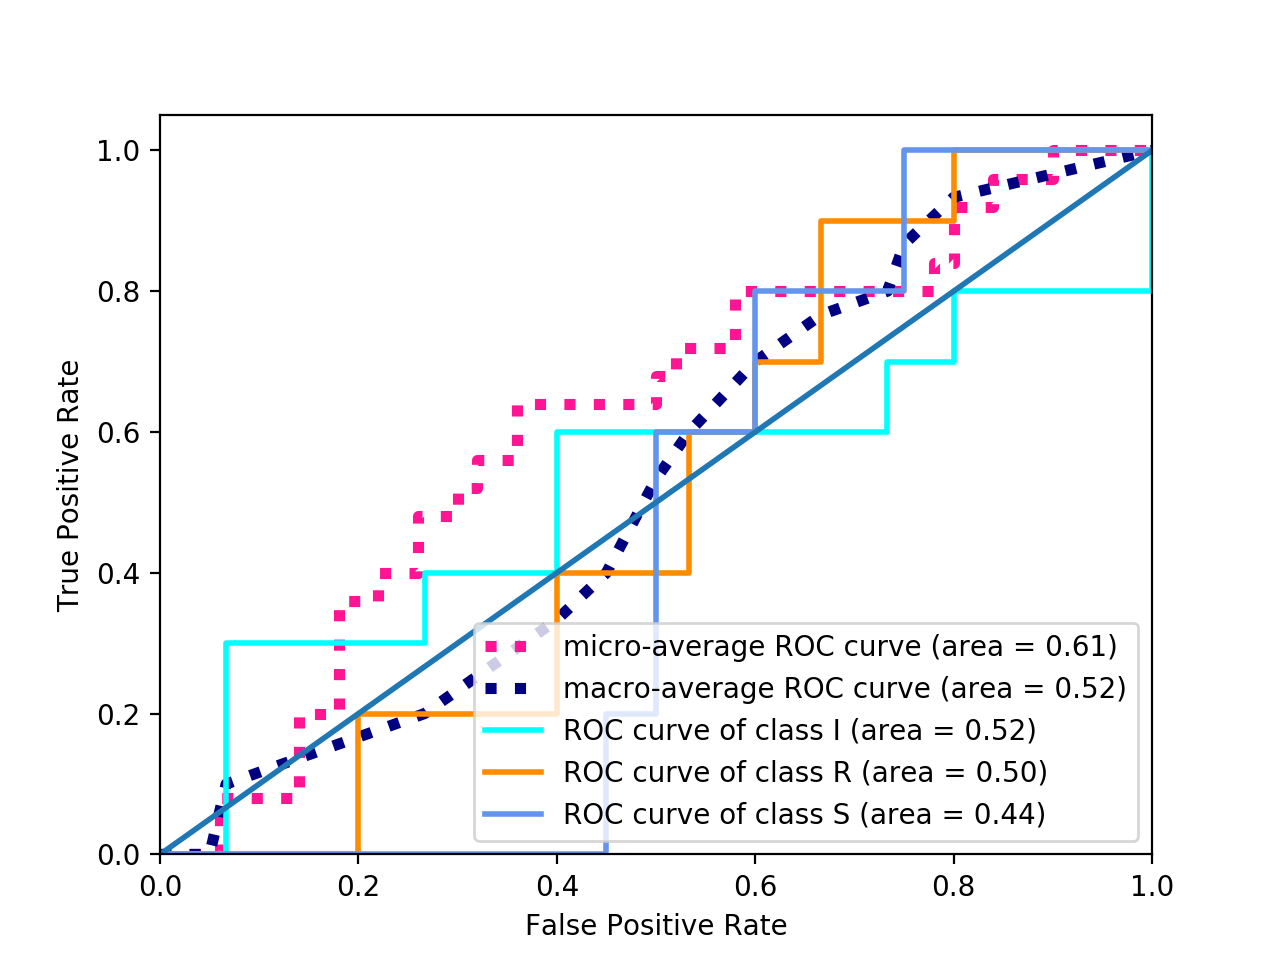 1.0
0.8
0.6
0.4
0.2
0.0
True Positive Rate
micro-average ROC curve (area = 0.61)
macro-average ROC curve (area = 0.52)
ROC curve of class I (area = 0.52)
ROC curve of class R (area = 0.50)
ROC curve of class S (area = 0.44)
0.0 0.2 0.4 0.6 0.8 1.0
False Positive Rate